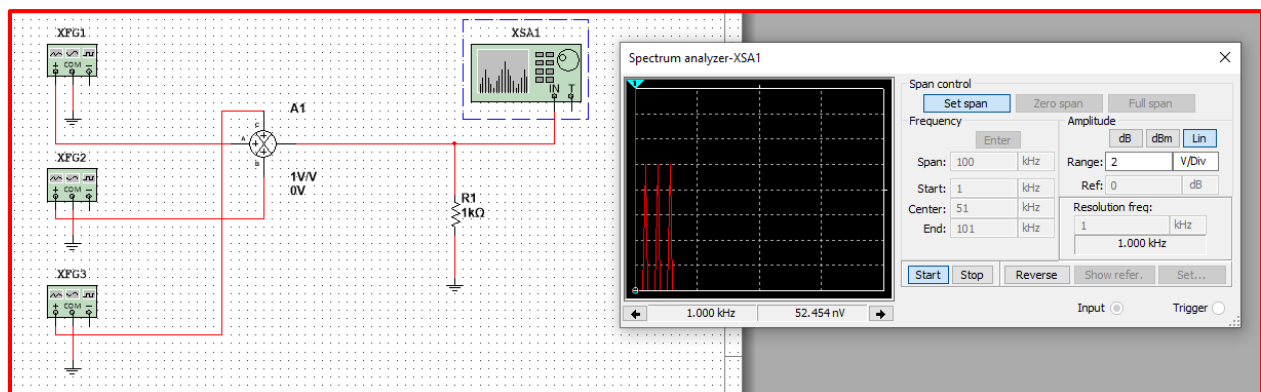 XFG1
COM
XFG2
COM
XFG3
COM
A1
C
A
B
1V/V
0V
XSA1
IN T
R1
1kΩ
Spectrum analyzer-XSA1
1
Span control
Set span Zero span Full span
Frequency
Enter
Span: 100 kHz
Start: 1 kHz
Center: 51 kHz
End: 101 kHz
Amplitude
dB dBm Lin
Range: 2 V/Div
Ref: 0 dB
Resolution freq:
1 kHz
1.000 kHz
Start Stop Reverse Show refer. Set...
1.000 kHz 52.454 nV
Input Trigger